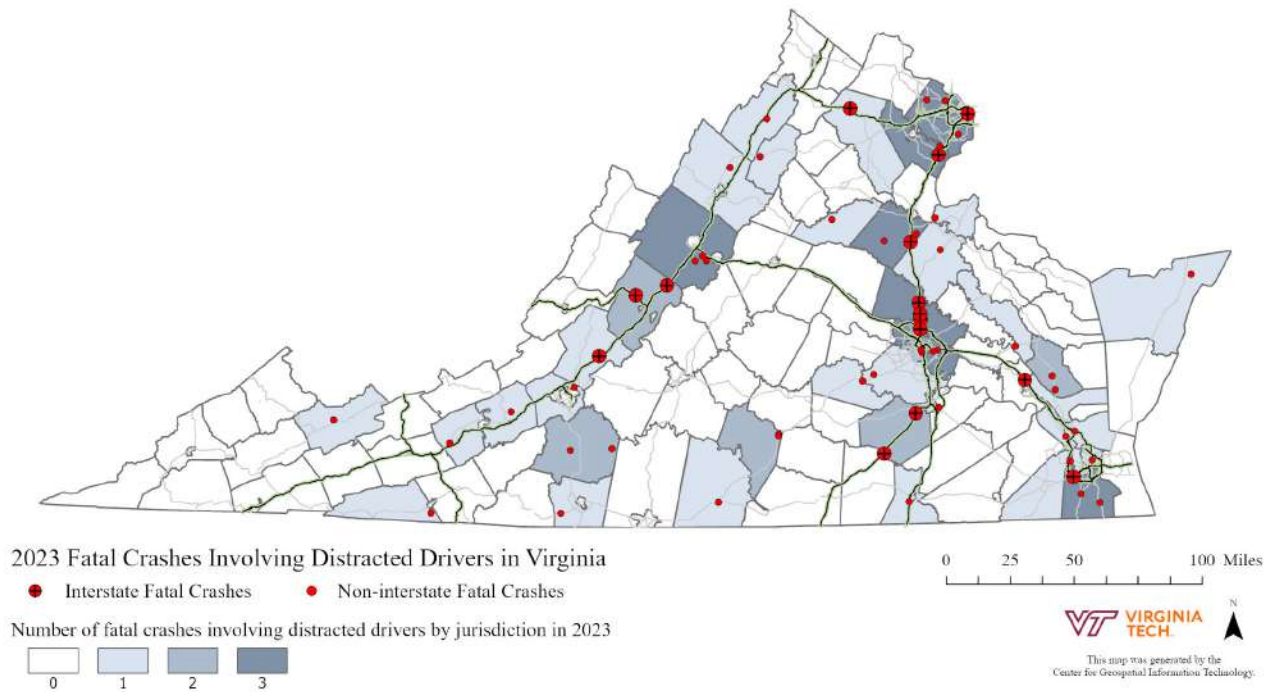 2023 Fatal Crashes Involving Distracted Drivers in Virginia
Interstate Fatal Crashes Non-interstate Fatal Crashes
Number of fatal crashes involving distracted drivers by jurisdiction in 2023
0 1 2 3
0 25 50 100 Miles
N
VT VIRGINIA
TECH.
This map was generated by the
Center for Geospatial Information Technology.